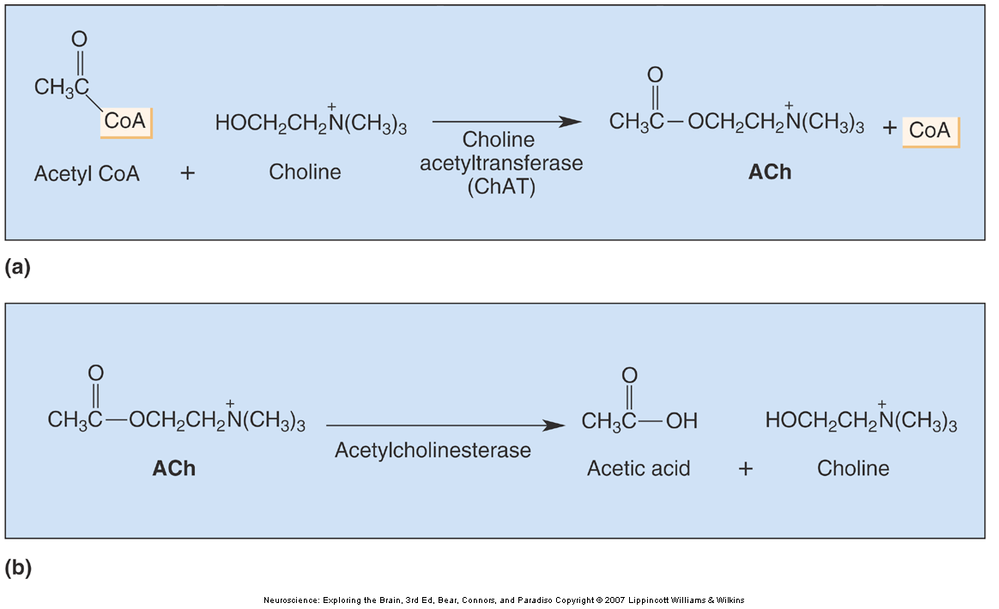 O
CH₃C
CoA
HOCH₂CH₂N⁺(CH₃)₃
O
CH₃C—OCH₂CH₂N⁺(CH₃)₃ + CoA
Acetyl CoA + Choline
Choline
acetyltransferase
(ChAT)
ACh
(a)
O
CH₃C—OCH₂CH₂N⁺(CH₃)₃
ACh
Acetylcholinesterase
O
CH₃C—OH
HOCH₂CH₂N⁺(CH₃)₃
Acetic acid + Choline
(b)
Neuroscience: Exploring the Brain, 3rd Ed, Bear, Connors, and Paradiso Copyright © 2007 Lippincott Williams & Wilkins